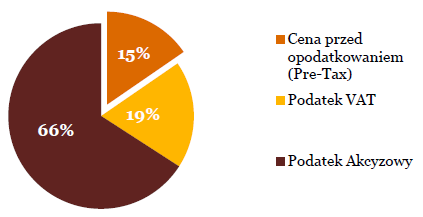 15%
19%
66%
Cena przed
opodatkowaniem
(Pre-Tax)
Podatek VAT
Podatek Akcyzowy